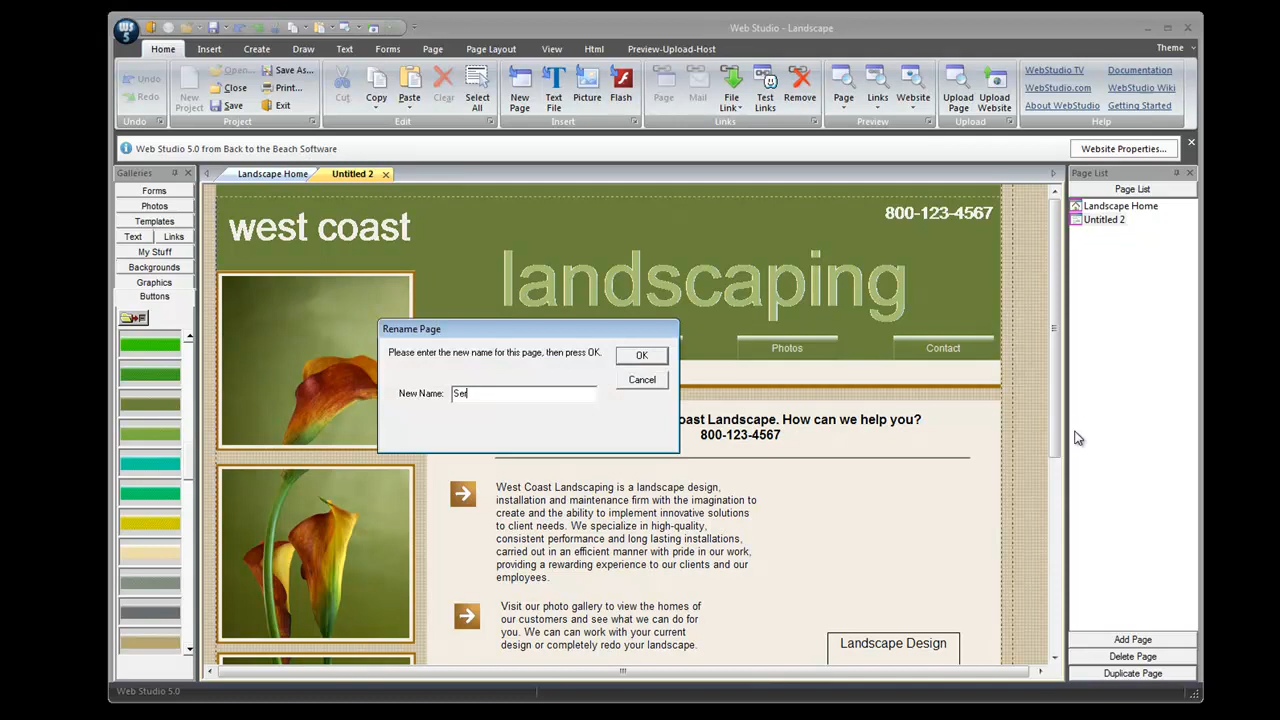 Web Studio - Landscape
Home Insert Create Draw Text Forms Page Page Layout View Html Preview-Upload-Host Theme
Undo
Redo
New Project
Open...
Close
Save
Save As...
Print...
Exit
Cut
Copy
Paste
Clear
Select All
New Page
Text File
Picture
Flash
Page
Mail
File Link
Test Links
Remove
Page
Links
Website
Upload Page
Upload Website
WebStudio TV
WebStudio.com
About WebStudio
Documentation
WebStudio Wiki
Getting Started
Undo Project Edit Insert Links Preview Upload Help
Web Studio 5.0 from Back to the Beach Software
Website Properties...
Galleries
Landscape Home
Untitled 2
Page List
Forms
Photos
Templates
Text Links
My Stuff
Backgrounds
Graphics
Buttons
west coast
800-123-4567
landscaping
Photos
Contact
Rename Page
Please enter the new name for this page, then press OK.
OK
Cancel
New Name: Ser
oast Landscape. How can we help you?
800-123-4567
West Coast Landscaping is a landscape design,
installation and maintenance firm with the imagination to
create and the ability to implement innovative solutions
to client needs. We specialize in high-quality,
consistent performance and long lasting installations,
carried out in an efficient manner with pride in our work,
providing a rewarding experience to our clients and our
employees.
Visit our photo gallery to view the homes of
our customers and see what we can do for
you. We can can work with your current
design or completely redo your landscape.
Landscape Design
Page List
Landscape Home
Untitled 2
Add Page
Delete Page
Duplicate Page
Web Studio 5.0